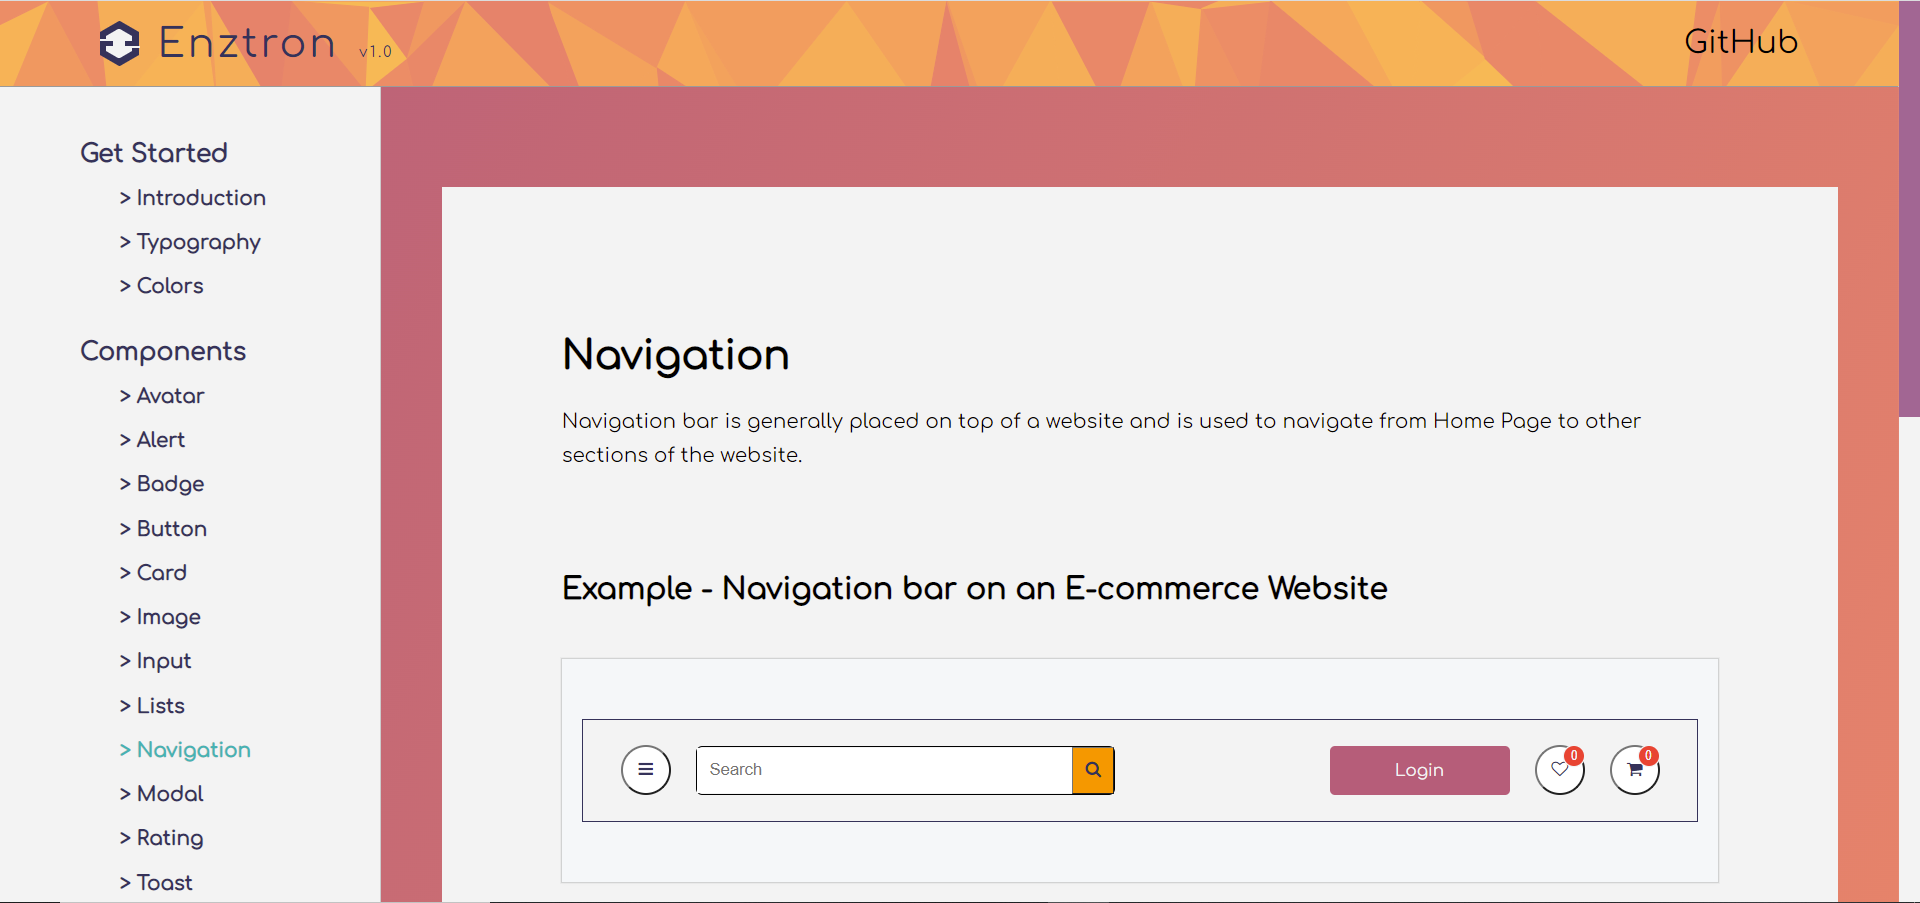 Enztron v1.0
GitHub
Get Started
> Introduction
> Typography
> Colors
Components
> Avatar
> Alert
> Badge
> Button
> Card
> Image
> Input
> Lists
> Navigation
> Modal
> Rating
> Toast
Navigation
Navigation bar is generally placed on top of a website and is used to navigate from Home Page to other
sections of the website.
Example - Navigation bar on an E-commerce Website
Search
Login
0
0